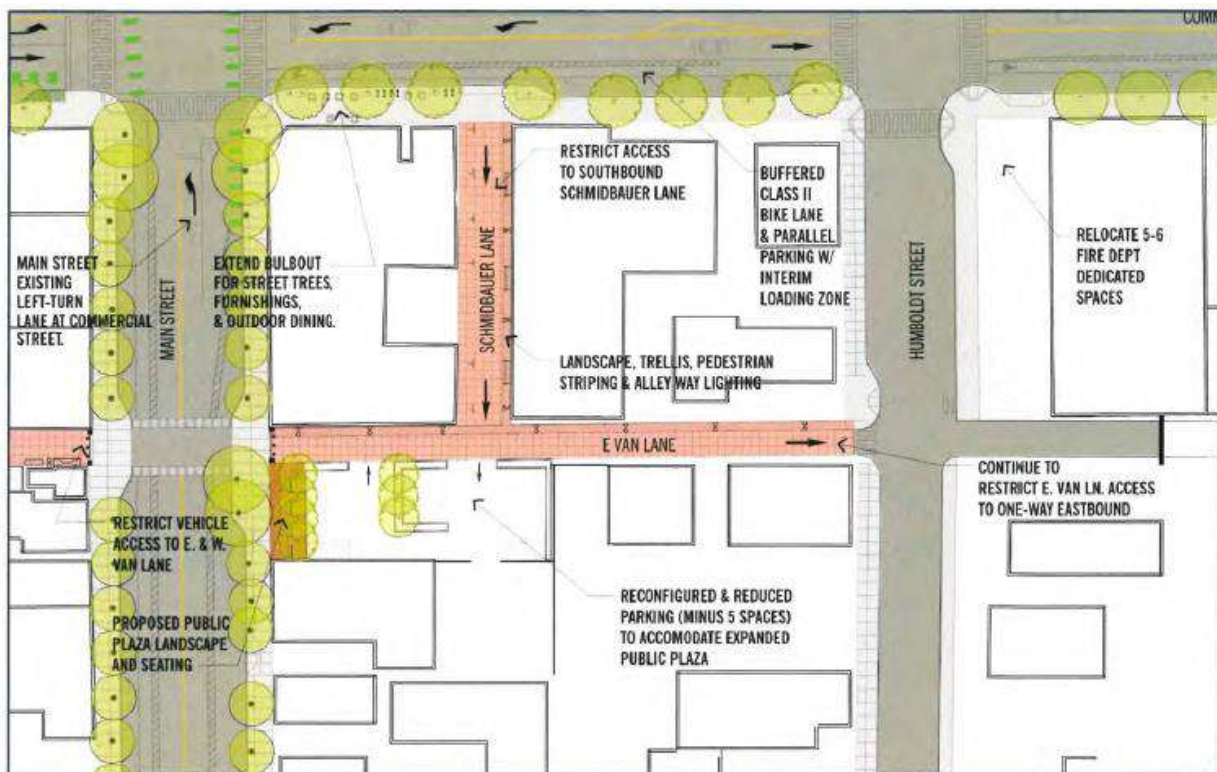 COMM
RESTRICT ACCESS
TO SOUTHBOUND
SCHMIDBAUER LANE
BUFFERED
CLASS II
BIKE LANE
& PARALLEL
PARKING W/
INTERIM
LOADING ZONE
RELOCATE 5-6
FIRE DEPT
DEDICATED
SPACES
MAIN STREET
EXISTING
LEFT-TURN
LANE AT COMMERCIAL
STREET.
MAIN STREET
EXTEND BULBOUT
FOR STREET TREES,
FURNISHINGS,
& OUTDOOR DINING.
SCHMIDBAUER LANE
HUMBOLDT STREET
LANDSCAPE, TRELLIS, PEDESTRIAN
STRIPING & ALLEY WAY LIGHTING
E VAN LANE
CONTINUE TO
RESTRICT E. VAN LN. ACCESS
TO ONE-WAY EASTBOUND
RESTRICT VEHICLE
ACCESS TO E. & W.
VAN LANE
RECONFIGURED & REDUCED
PARKING (MINUS 5 SPACES)
TO ACCOMODATE EXPANDED
PUBLIC PLAZA
PROPOSED PUBLIC
PLAZA LANDSCAPE
AND SEATING